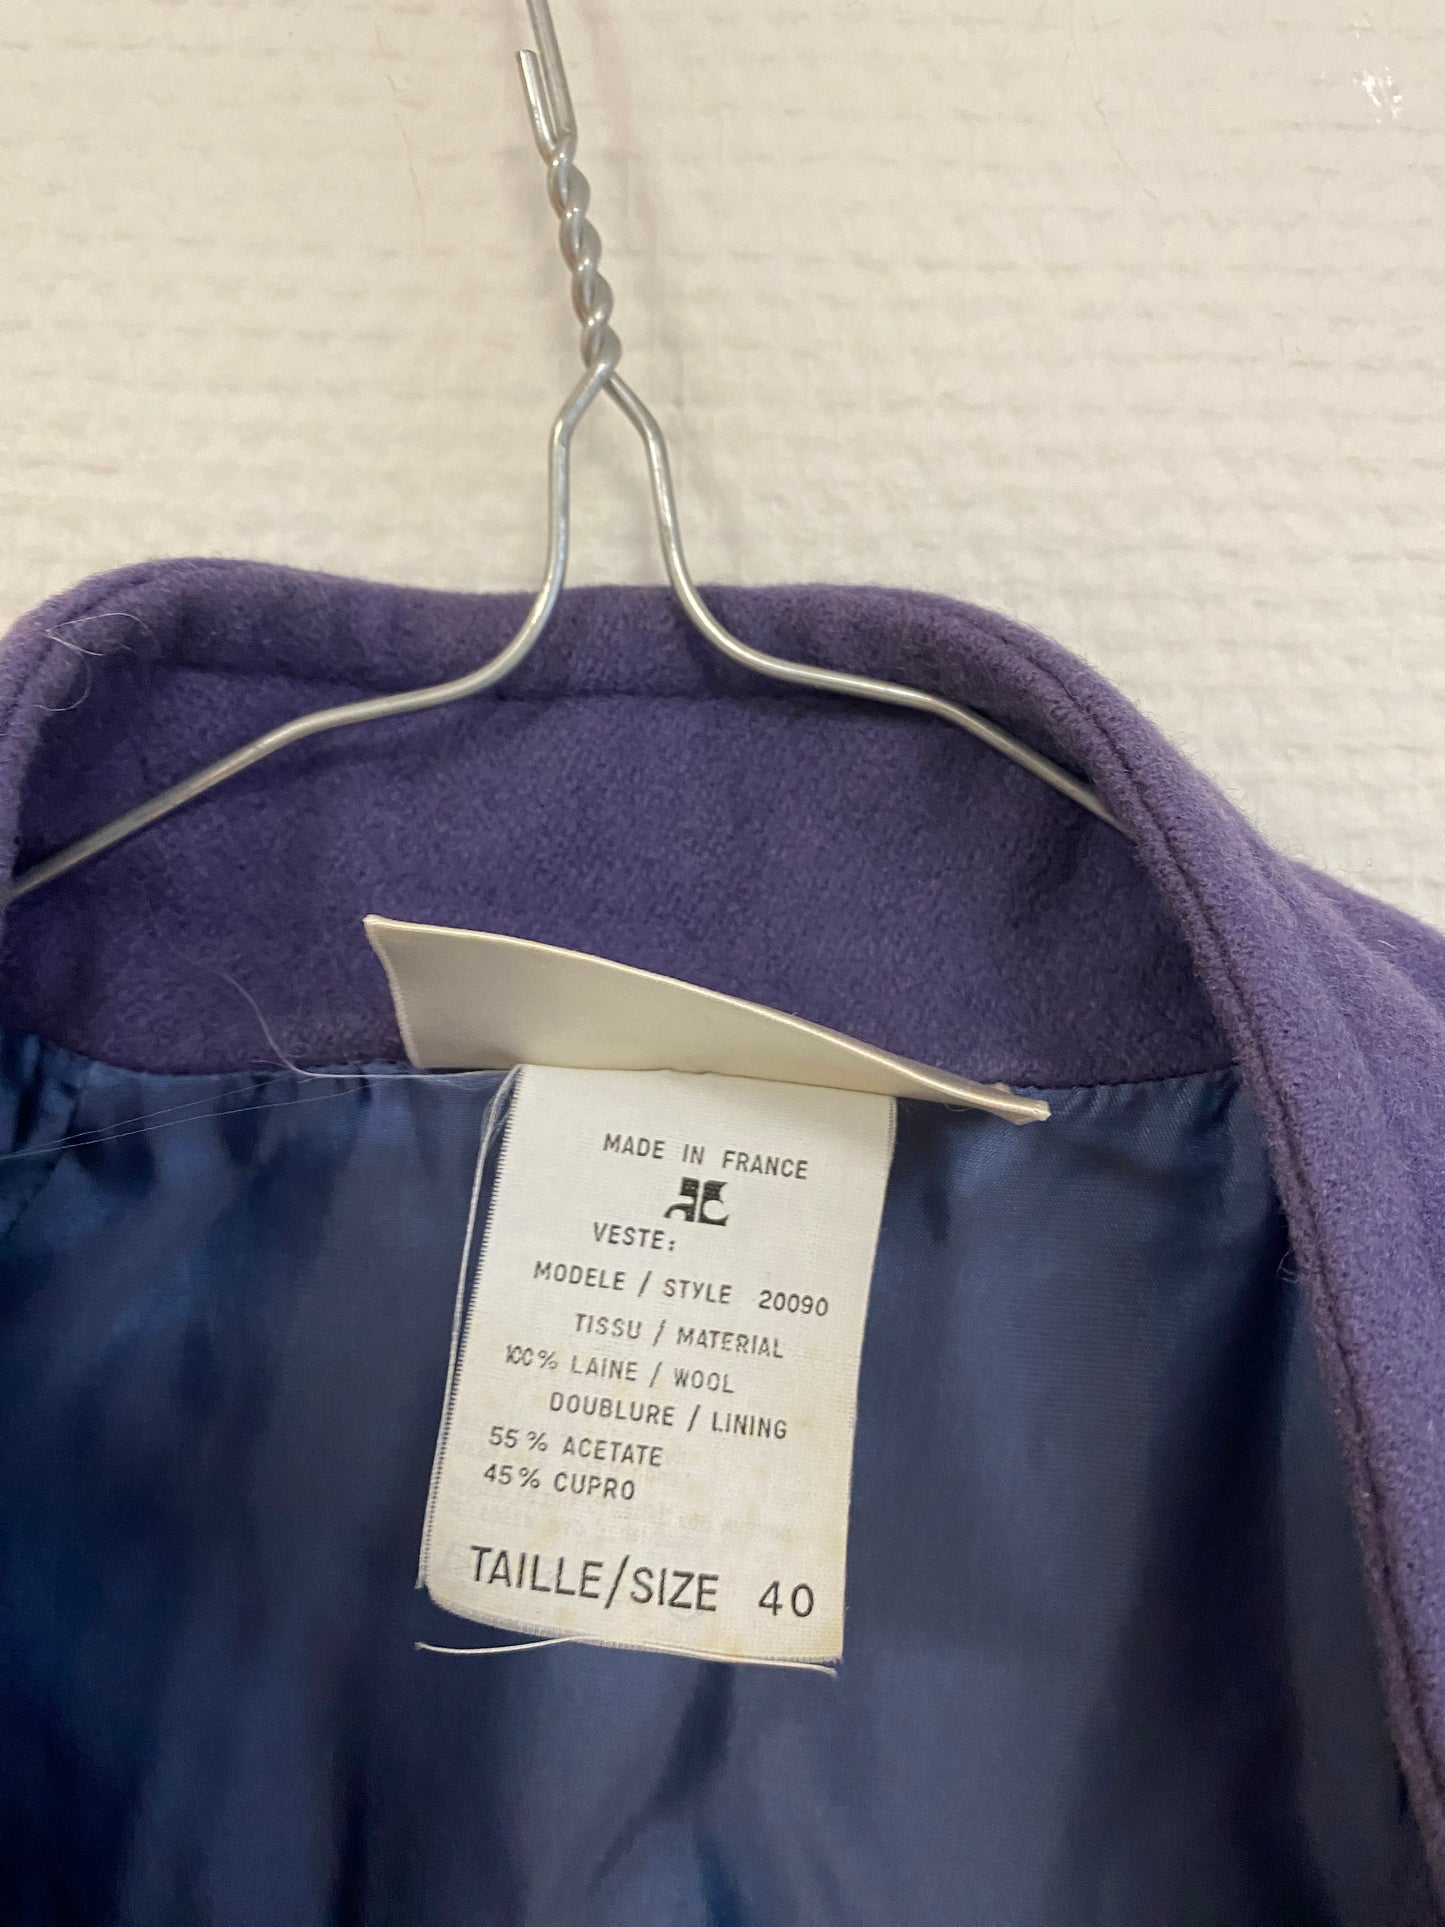 MADE IN FRANCE
AC
VESTE:
MODELE / STYLE 20090
TISSU / MATERIAL
100% LAINE / WOOL
DOUBLURE / LINING
55% ACETATE
45% CUPRO
TAILLE/SIZE 40